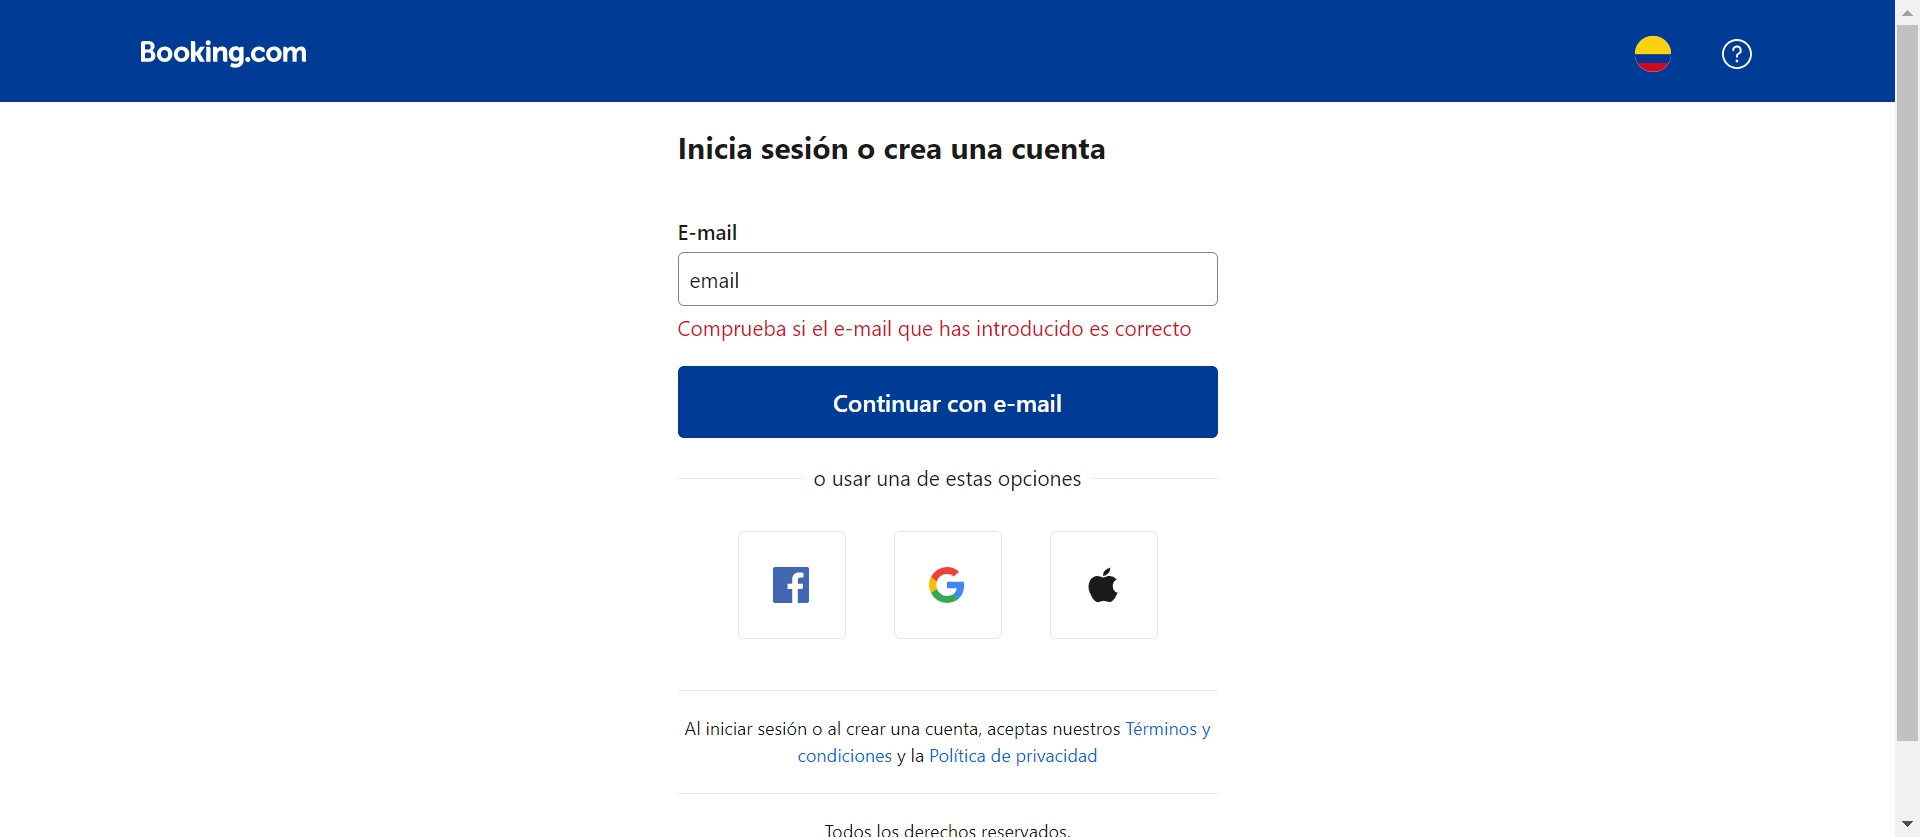 Booking.com
Inicia sesión o crea una cuenta
E-mail
email
Comprueba si el e-mail que has introducido es correcto
Continuar con e-mail
o usar una de estas opciones
Al iniciar sesión o al crear una cuenta, aceptas nuestros Términos y
condiciones y la Política de privacidad
Todos los derechos reservados.